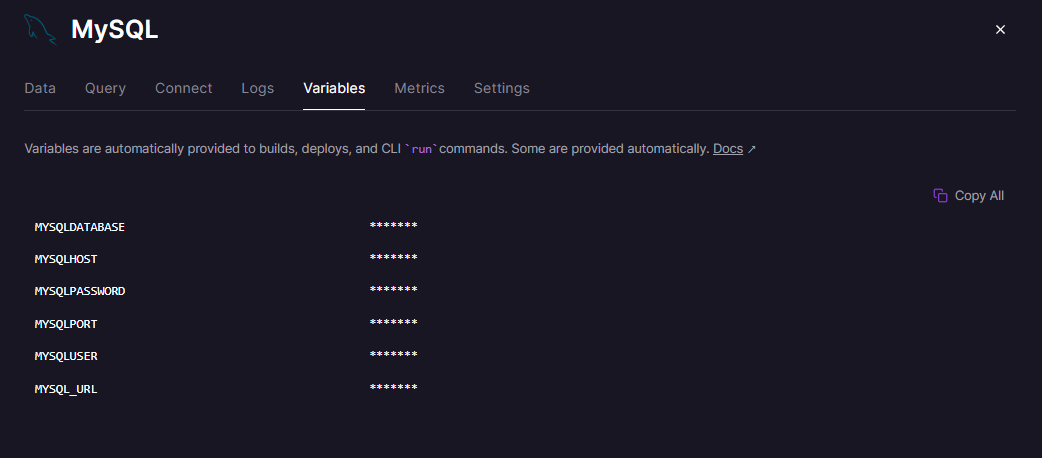 MySQL
Data Query Connect Logs Variables Metrics Settings
Variables are automatically provided to builds, deploys, and CLI `run` commands. Some are provided automatically. Docs ↗
Copy All
MYSQLDATABASE *******
MYSQLHOST *******
MYSQLPASSWORD *******
MYSQLPORT *******
MYSQLUSER *******
MYSQL_URL *******